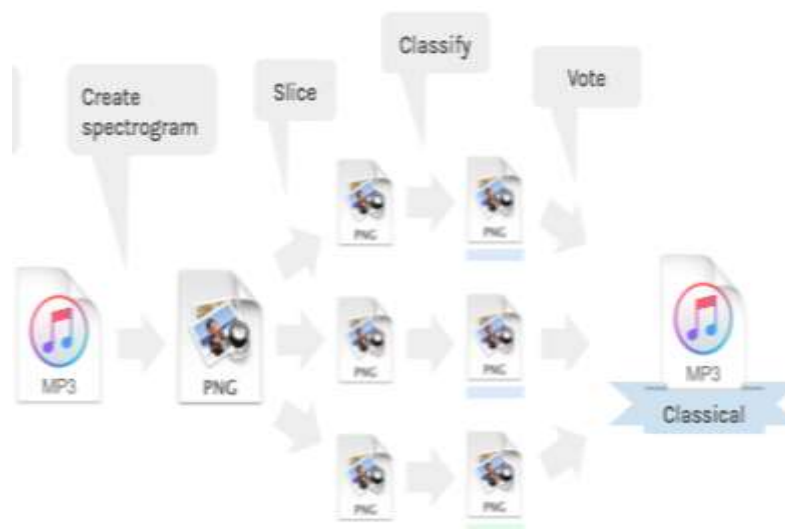 Create
spectrogram
Slice
Classify
Vote
MP3
PNG
PNG
PNG
PNG
PNG
PNG
PNG
MP3
Classical